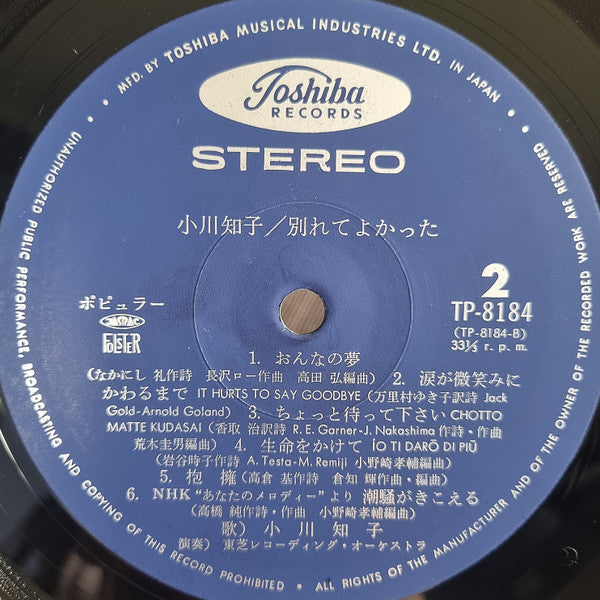 MFD. BY TOSHIBA MUSICAL INDUSTRIES LTD. IN JAPAN
Toshiba
RECORDS
STEREO
小川知子/別れてよかった
2
TP-8184
(TP-8184-B)
33⅓ r. p. m.
ポピュラー
JASRAC
FOLSTER
1. おんなの夢
(なかにし 礼作詩 長沢ロー作曲 高田 弘編曲) 2. 涙が微笑みに
かわるまで IT HURTS TO SAY GOODBYE (万里村ゆき子訳詩 Jack
Gold-Arnold Goland) 3. ちょっと待って下さい CHOTTO
MATTE KUDASAI (香取 治訳詩 R. E. Garner-J. Nakashima 作詩・作曲
荒木圭男編曲) 4. 生命をかけて ÍO TI DARÒ DI PIÙ
(岩谷時子作詩 A. Testa-M. Remiji 小野崎孝輔編曲)
5. 抱 擁 (高倉 基作詩 倉知 輝作曲・編曲)
6. NHK "あなたのメロディー" より 潮騒がきこえる
(高橋 純作詩・作曲 小野崎孝輔編曲)
歌) 小 川 知 子
演奏) 東芝レコーディング・オーケストラ
UNAUTHORIZED PUBLIC PERFORMANCE, BROADCASTING AND COPYING OF THIS RECORD PROHIBITED • ALL RIGHTS OF THE MANUFACTURER AND OF THE OWNER OF THE RECORDED WORK ARE RESERVED